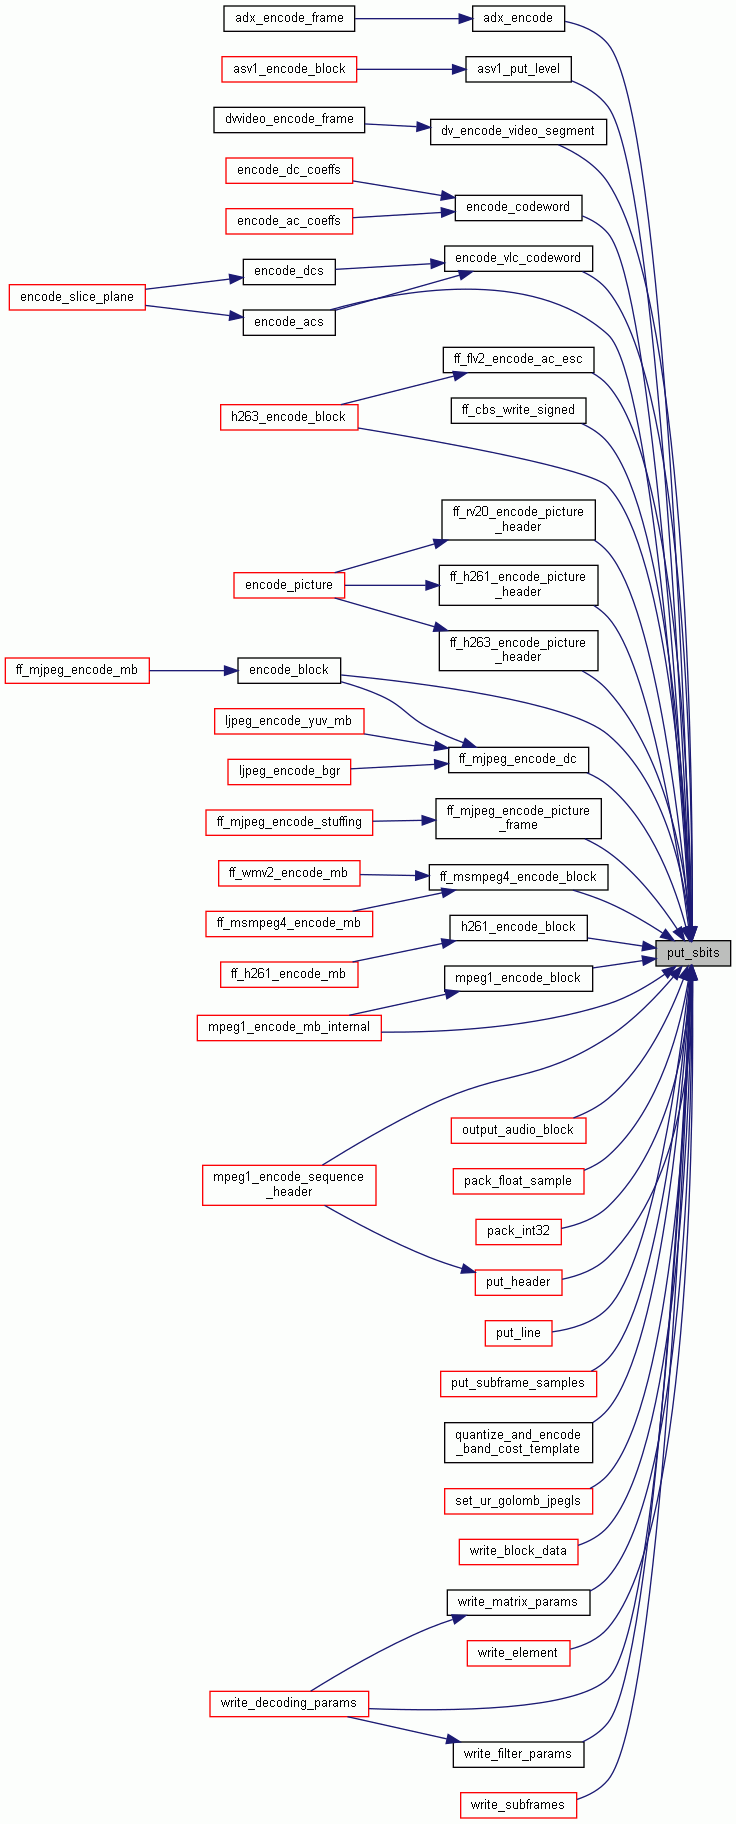 adx_encode_frame
adx_encode
asv1_encode_block
asv1_put_level
dvvideo_encode_frame
dv_encode_video_segment
encode_dc_coeffs
encode_codeword
encode_ac_coeffs
encode_vlc_codeword
encode_dcs
encode_slice_plane
encode_acs
ff_flv2_encode_ac_esc
ff_cbs_write_signed
h263_encode_block
ff_rv20_encode_picture
_header
ff_h261_encode_picture
_header
encode_picture
ff_h263_encode_picture
_header
ff_mjpeg_encode_mb
encode_block
ljpeg_encode_yuv_mb
ff_mjpeg_encode_dc
ljpeg_encode_bgr
ff_mjpeg_encode_picture
_frame
ff_mjpeg_encode_stuffing
ff_wmv2_encode_mb
ff_msmpeg4_encode_block
ff_msmpeg4_encode_mb
h261_encode_block
put_sbits
ff_h261_encode_mb
mpeg1_encode_block
mpeg1_encode_mb_internal
output_audio_block
mpeg1_encode_sequence
_header
pack_float_sample
pack_int32
put_header
put_line
put_subframe_samples
quantize_and_encode
_band_cost_template
set_ur_golomb_jpegls
write_block_data
write_matrix_params
write_element
write_decoding_params
write_filter_params
write_subframes